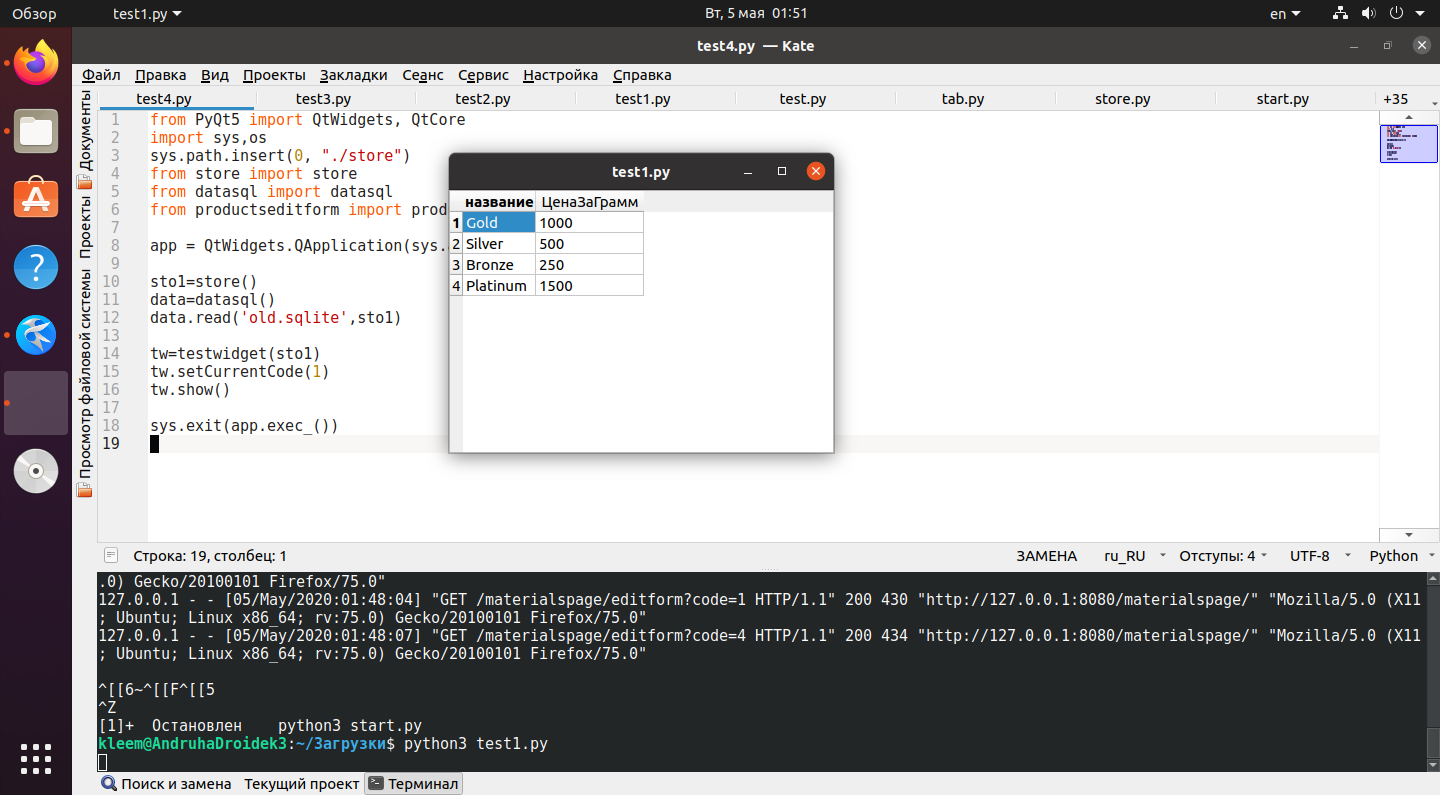 Обзор
test1.py
Вт, 5 мая 01:51
en
test4.py — Kate
Файл Правка Вид Проекты Закладки Сеанс Сервис Настройка Справка
Документы
Проекты
Просмотр файловой системы
test4.py test3.py test2.py test1.py test.py tab.py store.py start.py +35
1 from PyQt5 import QtWidgets, QtCore
2 import sys,os
3 sys.path.insert(0, "./store")
4 from store import store
5 from datasql import datasql
6 from productseditform import prod
7
8 app = QtWidgets.QApplication(sys.
9
10 sto1=store()
11 data=datasql()
12 data.read('old.sqlite',sto1)
13
14 tw=testwidget(sto1)
15 tw.setCurrentCode(1)
16 tw.show()
17
18 sys.exit(app.exec_())
19
test1.py
название ЦенаЗаГрамм
1 Gold 1000
2 Silver 500
3 Bronze 250
4 Platinum 1500
Строка: 19, столбец: 1 ЗАМЕНА ru_RU Отступы: 4 UTF-8 Python
.0) Gecko/20100101 Firefox/75.0"
127.0.0.1 - - [05/May/2020:01:48:04] "GET /materialspage/editform?code=1 HTTP/1.1" 200 430 "http://127.0.0.1:8080/materialspage/" "Mozilla/5.0 (X11
; Ubuntu; Linux x86_64; rv:75.0) Gecko/20100101 Firefox/75.0"
127.0.0.1 - - [05/May/2020:01:48:07] "GET /materialspage/editform?code=4 HTTP/1.1" 200 434 "http://127.0.0.1:8080/materialspage/" "Mozilla/5.0 (X11
; Ubuntu; Linux x86_64; rv:75.0) Gecko/20100101 Firefox/75.0"
^[[6~^[[F^[[5
^Z
[1]+ Остановлен python3 start.py
kleem@AndruhaDroidek3:~/Загрузки$ python3 test1.py
Поиск и замена Текущий проект Терминал